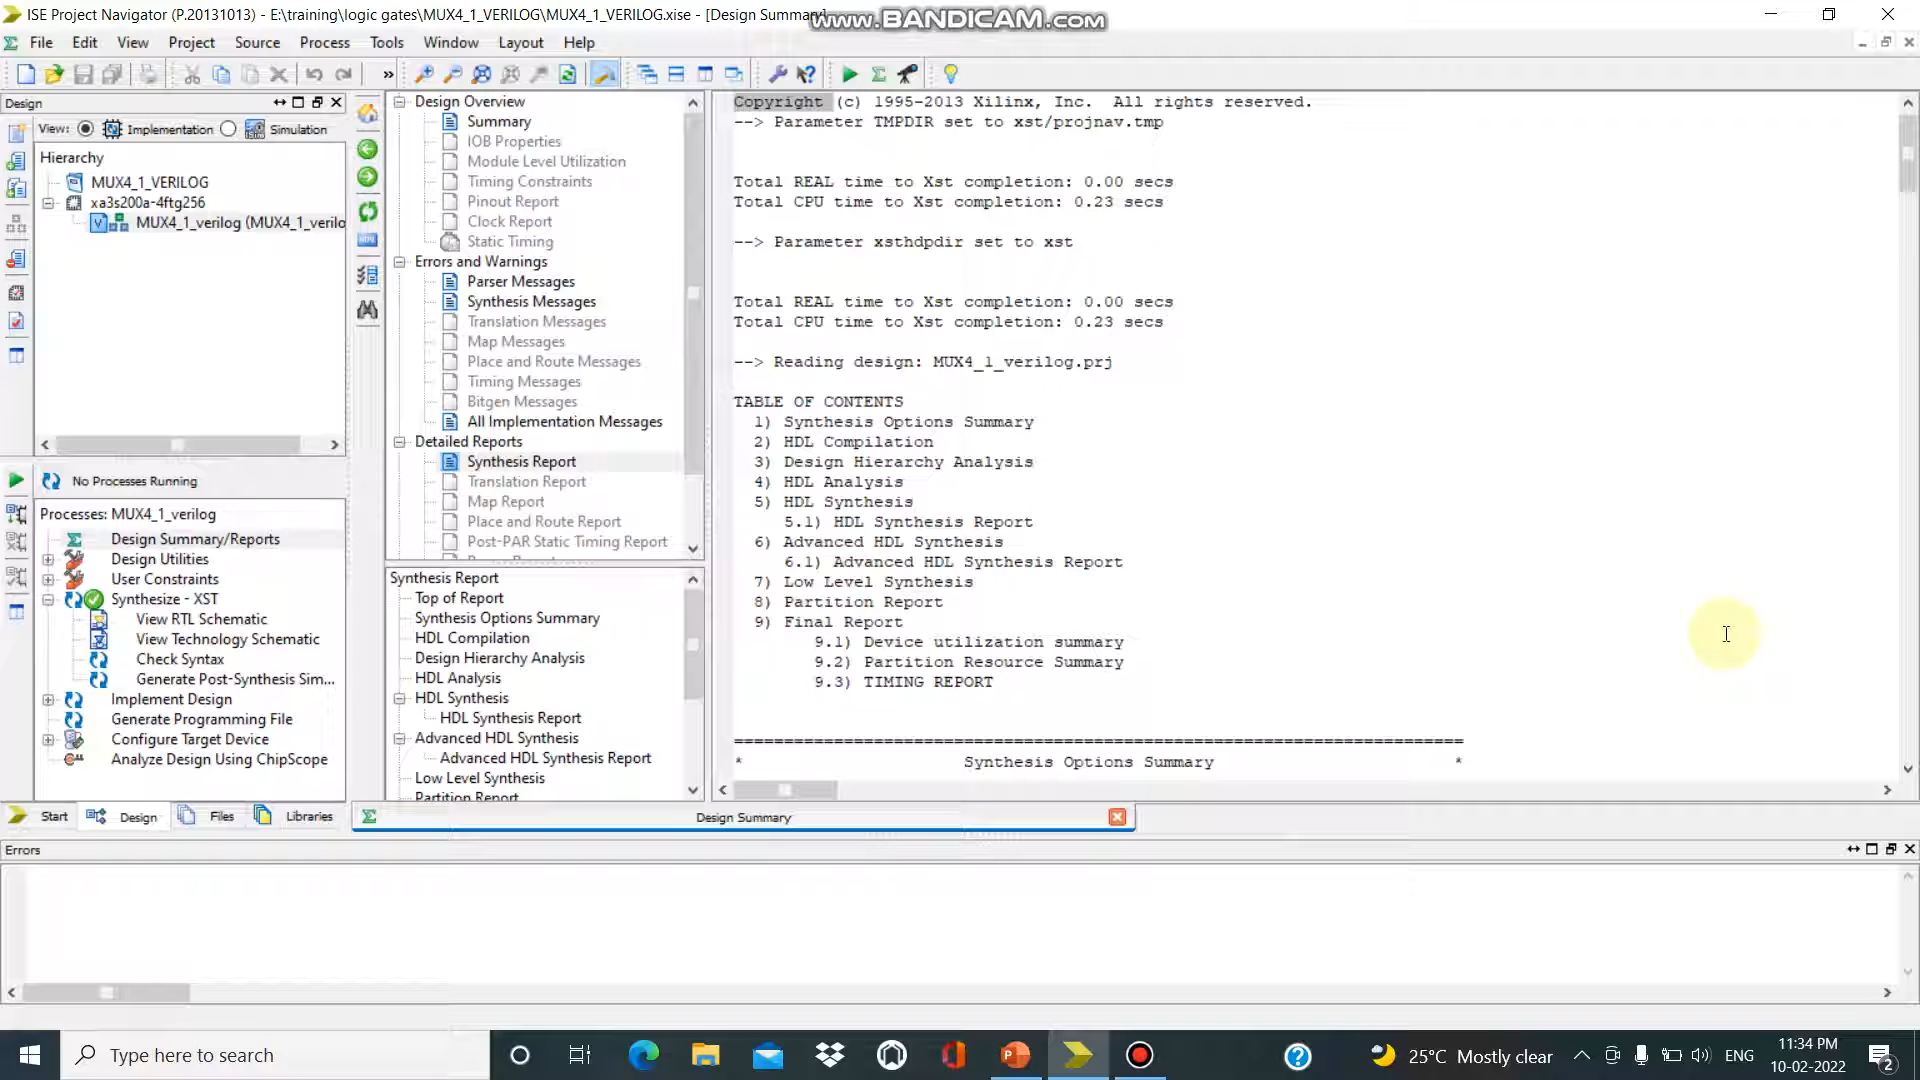 ISE Project Navigator (P.20131013) - E:\training\logic gates\MUX4_1_VERILOG\MUX4_1_VERILOG.xise - [Design Summary]
www.BANDICAM.com
File Edit View Project Source Process Tools Window Layout Help
Design
View: Implementation Simulation
Hierarchy
MUX4_1_VERILOG
xa3s200a-4ftg256
MUX4_1_verilog (MUX4_1_verilo
No Processes Running
Processes: MUX4_1_verilog
Design Summary/Reports
Design Utilities
User Constraints
Synthesize - XST
View RTL Schematic
View Technology Schematic
Check Syntax
Generate Post-Synthesis Sim...
Implement Design
Generate Programming File
Configure Target Device
Analyze Design Using ChipScope
Start Design Files Libraries
Design Overview
Summary
IOB Properties
Module Level Utilization
Timing Constraints
Pinout Report
Clock Report
Static Timing
Errors and Warnings
Parser Messages
Synthesis Messages
Translation Messages
Map Messages
Place and Route Messages
Timing Messages
Bitgen Messages
All Implementation Messages
Detailed Reports
Synthesis Report
Translation Report
Map Report
Place and Route Report
Post-PAR Static Timing Report
Synthesis Report
Top of Report
Synthesis Options Summary
HDL Compilation
Design Hierarchy Analysis
HDL Analysis
HDL Synthesis
HDL Synthesis Report
Advanced HDL Synthesis
Advanced HDL Synthesis Report
Low Level Synthesis
Partition Report
Copyright (c) 1995-2013 Xilinx, Inc. All rights reserved.
--> Parameter TMPDIR set to xst/projnav.tmp
Total REAL time to Xst completion: 0.00 secs
Total CPU time to Xst completion: 0.23 secs
--> Parameter xsthdpdir set to xst
Total REAL time to Xst completion: 0.00 secs
Total CPU time to Xst completion: 0.23 secs
--> Reading design: MUX4_1_verilog.prj
TABLE OF CONTENTS
1) Synthesis Options Summary
2) HDL Compilation
3) Design Hierarchy Analysis
4) HDL Analysis
5) HDL Synthesis
5.1) HDL Synthesis Report
6) Advanced HDL Synthesis
6.1) Advanced HDL Synthesis Report
7) Low Level Synthesis
8) Partition Report
9) Final Report
9.1) Device utilization summary
9.2) Partition Resource Summary
9.3) TIMING REPORT
=========================================================================
* Synthesis Options Summary *
Design Summary
Errors
Type here to search
25°C Mostly clear
ENG
11:34 PM
10-02-2022
2